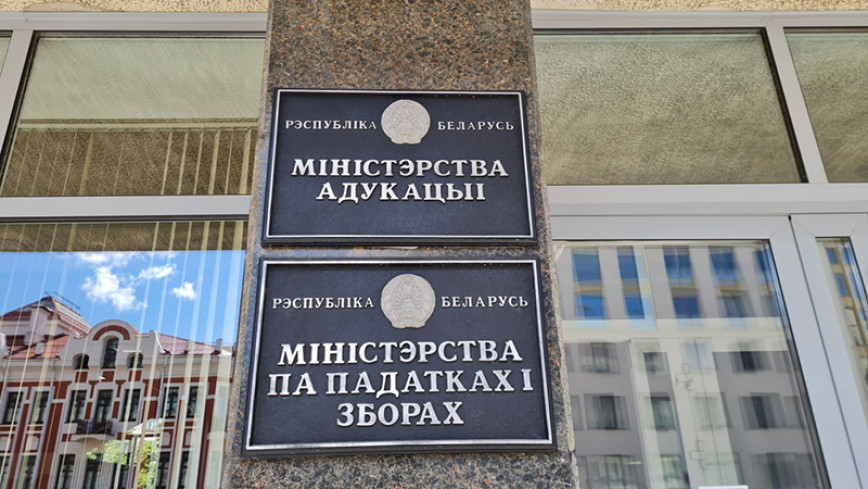 РЭСПУБЛІКА БЕЛАРУСЬ
МІНІСТЭРСТВА
АДУКАЦЫІ
РЭСПУБЛІКА БЕЛАРУСЬ
МІНІСТЭРСТВА
ПА ПАДАТКАХ І
ЗБОРАХ